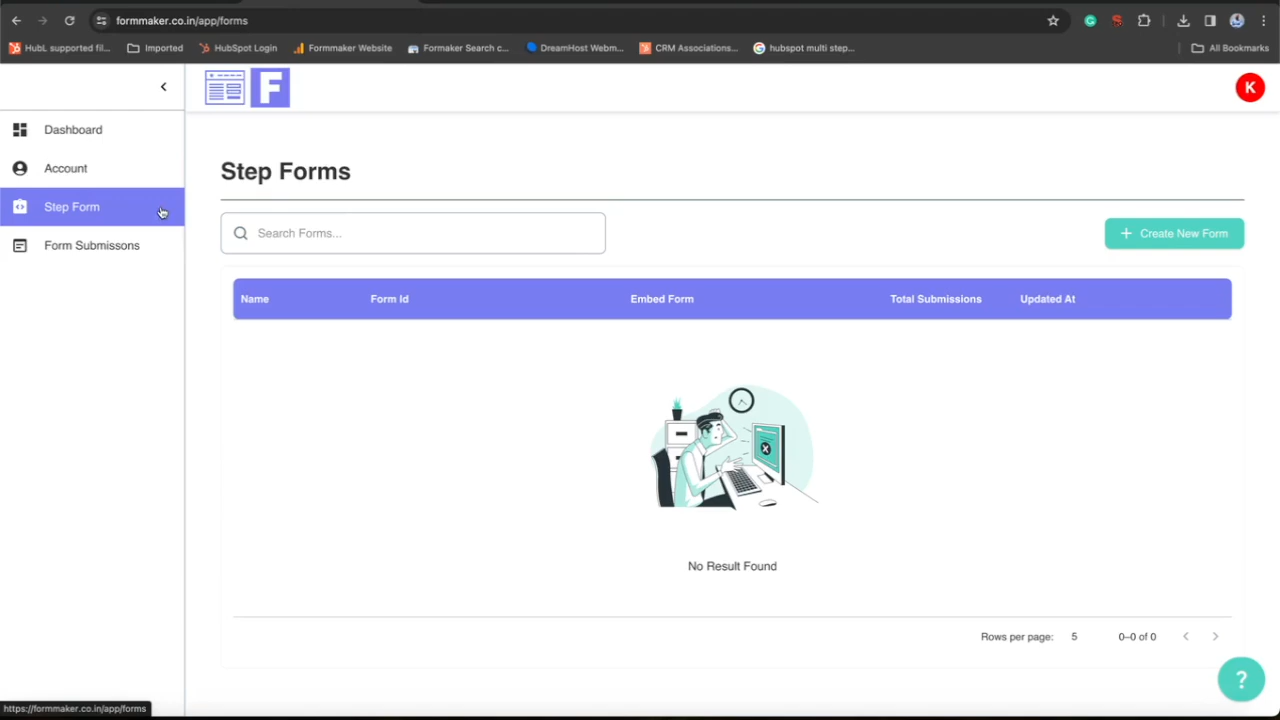 formmaker.co.in/app/forms
HubL supported fil...
Imported
HubSpot Login
Formmaker Website
Formaker Search c...
DreamHost Webm...
CRM Associations...
hubspot multi step...
All Bookmarks
F
K
Dashboard
Account
Step Form
Form Submissons
Step Forms
Search Forms...
+ Create New Form
Name Form Id Embed Form Total Submissions Updated At
No Result Found
Rows per page: 5 0–0 of 0
?
https://formmaker.co.in/app/forms